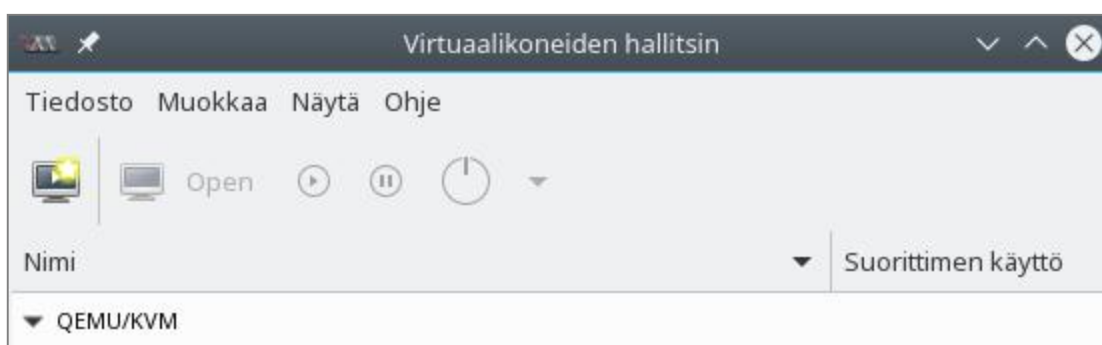 Virtuaalikoneiden hallitsin
Tiedosto Muokkaa Näytä Ohje
Open
Nimi Suorittimen käyttö
QEMU/KVM